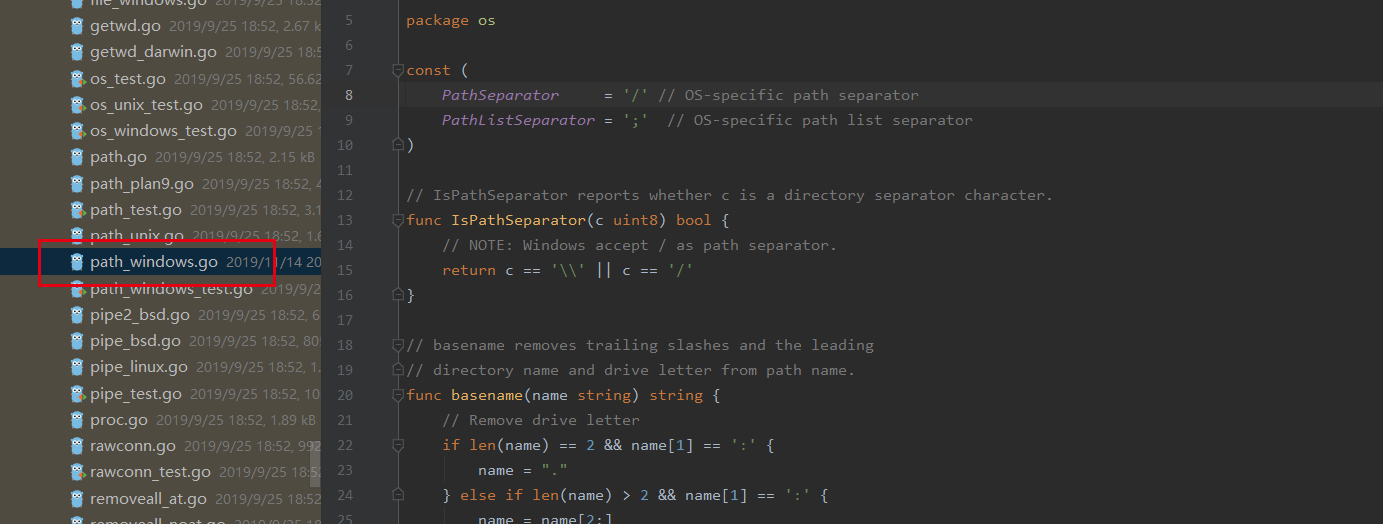 file_windows.go 2019/9/25 18:52,
getwd.go 2019/9/25 18:52, 2.67 k
getwd_darwin.go 2019/9/25 18:5
os_test.go 2019/9/25 18:52, 56.62
os_unix_test.go 2019/9/25 18:52,
os_windows_test.go 2019/9/25 1
path.go 2019/9/25 18:52, 2.15 kB
path_plan9.go 2019/9/25 18:52, 4
path_test.go 2019/9/25 18:52, 3.1
path_unix.go 2019/9/25 18:52, 1.6
path_windows.go 2019/11/14 20
path_windows_test.go 2019/9/2
pipe2_bsd.go 2019/9/25 18:52, 6
pipe_bsd.go 2019/9/25 18:52, 80
pipe_linux.go 2019/9/25 18:52, 1.
pipe_test.go 2019/9/25 18:52, 10
proc.go 2019/9/25 18:52, 1.89 kB
rawconn.go 2019/9/25 18:52, 992
rawconn_test.go 2019/9/25 18:5
removeall_at.go 2019/9/25 18:52
removeall_noat.go 2019/9/25 18
5 package os
6
7 const (
8 PathSeparator = '/' // OS-specific path separator
9 PathListSeparator = ';' // OS-specific path list separator
10 )
11
12 // IsPathSeparator reports whether c is a directory separator character.
13 func IsPathSeparator(c uint8) bool {
14 // NOTE: Windows accept / as path separator.
15 return c == '\\' || c == '/'
16 }
17
18 // basename removes trailing slashes and the leading
19 // directory name and drive letter from path name.
20 func basename(name string) string {
21 // Remove drive letter
22 if len(name) == 2 && name[1] == ':' {
23 name = "."
24 } else if len(name) > 2 && name[1] == ':' {
25 name = name[2:]